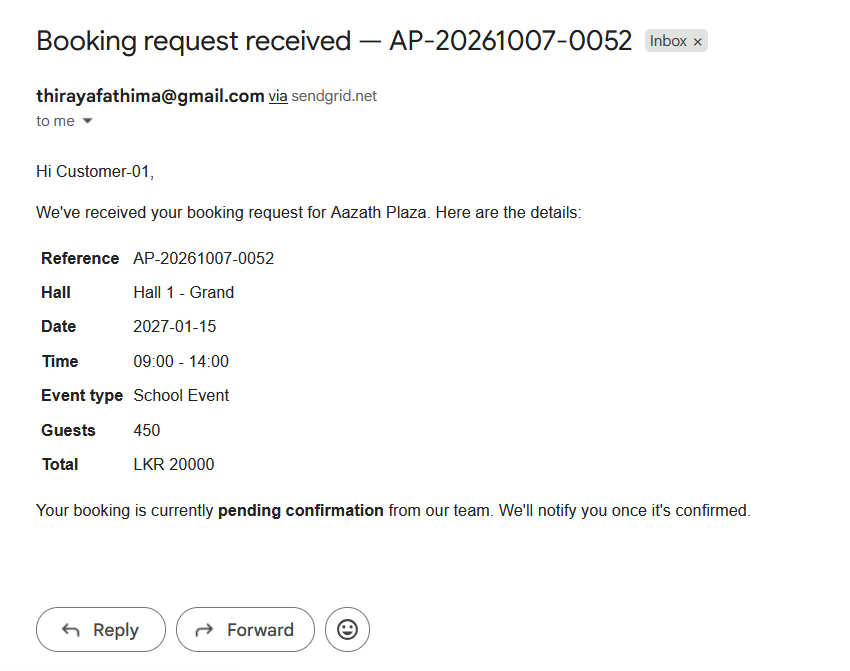 Booking request received — AP-20261007-0052 Inbox ×
thirayafathima@gmail.com via sendgrid.net
to me
Hi Customer-01,
We've received your booking request for Aazath Plaza. Here are the details:
Reference AP-20261007-0052
Hall Hall 1 - Grand
Date 2027-01-15
Time 09:00 - 14:00
Event type School Event
Guests 450
Total LKR 20000
Your booking is currently pending confirmation from our team. We'll notify you once it's confirmed.
Reply Forward